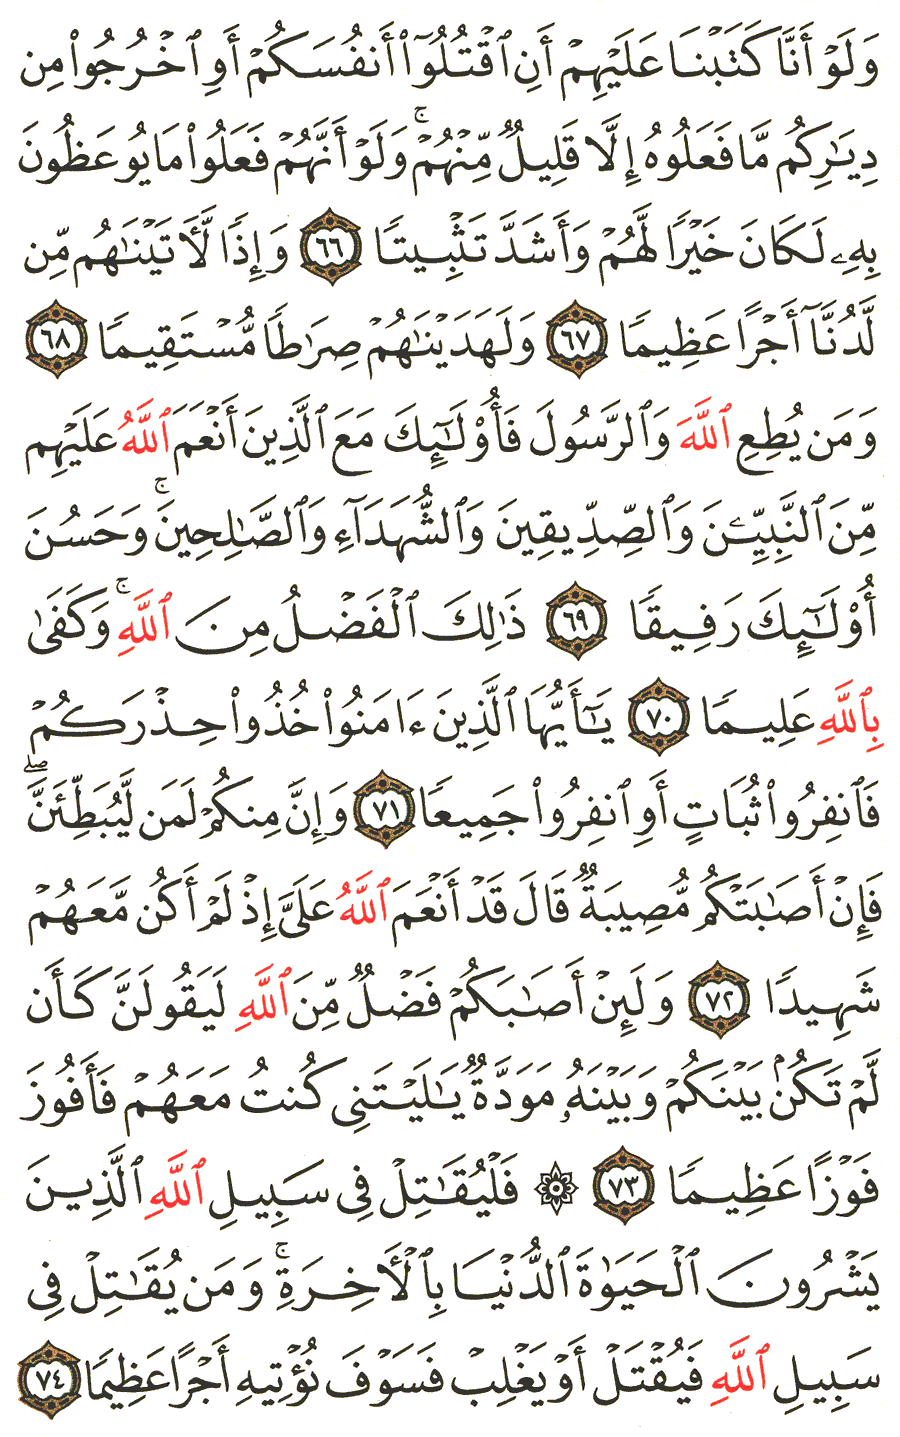 وَلَوْ أَنَّا كَتَبْنَا عَلَيْهِمْ أَنِ ٱقْتُلُوٓا۟ أَنفُسَكُمْ أَوِ ٱخْرُجُوا۟ مِن
دِيَـٰرِكُم مَّا فَعَلُوهُ إِلَّا قَلِيلٌ مِّنْهُمْ ۚ وَلَوْ أَنَّهُمْ فَعَلُوا۟ مَا يُوعَظُونَ
بِهِۦ لَكَانَ خَيْرًا لَّهُمْ وَأَشَدَّ تَثْبِيتًا ٦٦ وَإِذًا لَّـَٔاتَيْنَـٰهُم مِّن
لَّدُنَّآ أَجْرًا عَظِيمًا ٦٧ وَلَهَدَيْنَـٰهُمْ صِرَٰطًا مُّسْتَقِيمًا ٦٨
وَمَن يُطِعِ ٱللَّهَ وَٱلرَّسُولَ فَأُو۟لَـٰٓئِكَ مَعَ ٱلَّذِينَ أَنْعَمَ ٱللَّهُ عَلَيْهِم
مِّنَ ٱلنَّبِيِّـۧنَ وَٱلصِّدِّيقِينَ وَٱلشُّهَدَآءِ وَٱلصَّـٰلِحِينَ ۚ وَحَسُنَ
أُو۟لَـٰٓئِكَ رَفِيقًا ٦٩ ذَٰلِكَ ٱلْفَضْلُ مِنَ ٱللَّهِ ۚ وَكَفَىٰ
بِٱللَّهِ عَلِيمًا ٧٠ يَـٰٓأَيُّهَا ٱلَّذِينَ ءَامَنُوا۟ خُذُوا۟ حِذْرَكُمْ
فَٱنفِرُوا۟ ثُبَاتٍ أَوِ ٱنفِرُوا۟ جَمِيعًا ٧١ وَإِنَّ مِنكُمْ لَمَن لَّيُبَطِّئَنَّ ۖ
فَإِنْ أَصَـٰبَتْكُم مُّصِيبَةٌ قَالَ قَدْ أَنْعَمَ ٱللَّهُ عَلَىَّ إِذْ لَمْ أَكُن مَّعَهُمْ
شَهِيدًا ٧٢ وَلَئِنْ أَصَـٰبَكُمْ فَضْلٌ مِّنَ ٱللَّهِ لَيَقُولَنَّ كَأَن
لَّمْ تَكُنۢ بَيْنَكُمْ وَبَيْنَهُۥ مَوَدَّةٌ يَـٰلَيْتَنِى كُنتُ مَعَهُمْ فَأَفُوزَ
فَوْزًا عَظِيمًا ٧٣ ۞ فَلْيُقَـٰتِلْ فِى سَبِيلِ ٱللَّهِ ٱلَّذِينَ
يَشْرُونَ ٱلْحَيَوٰةَ ٱلدُّنْيَا بِٱلْـَٔاخِرَةِ ۚ وَمَن يُقَـٰتِلْ فِى
سَبِيلِ ٱللَّهِ فَيُقْتَلْ أَوْ يَغْلِبْ فَسَوْفَ نُؤْتِيهِ أَجْرًا عَظِيمًا ٧٤